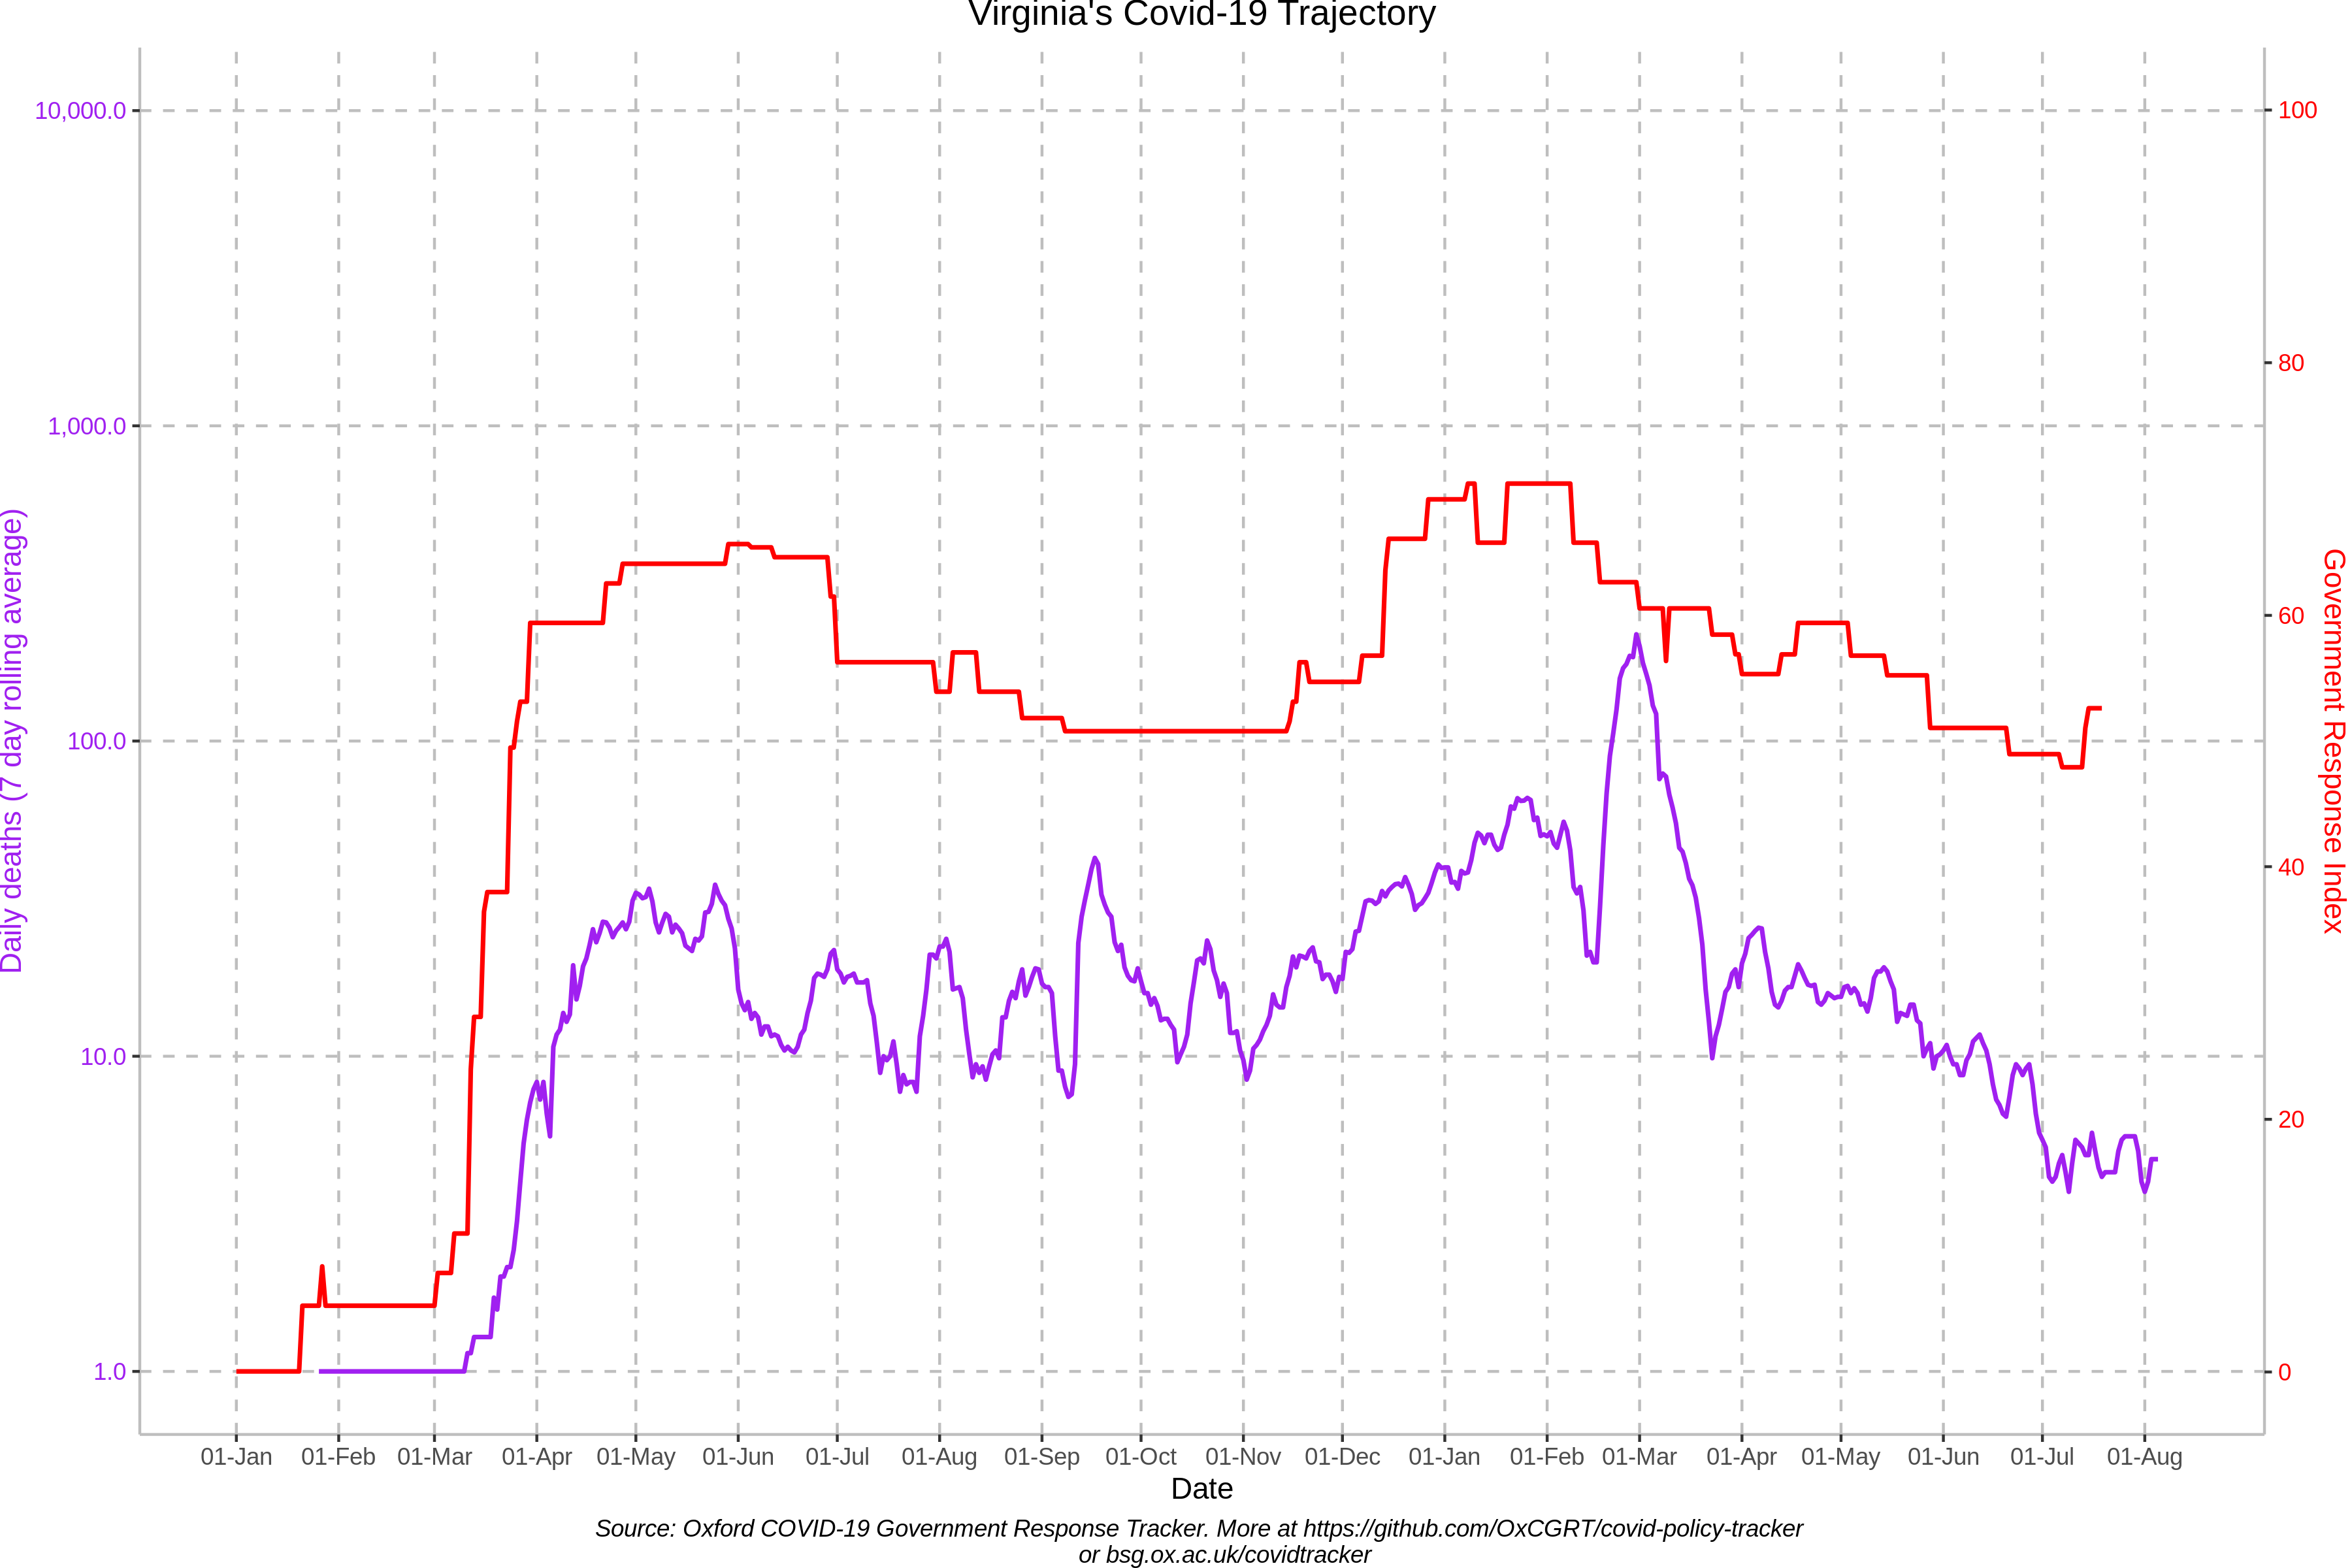 Virginia's Covid-19 Trajectory
10,000.0
1,000.0
100.0
10.0
1.0
Daily deaths (7 day rolling average)
100
80
60
40
20
0
Government Response Index
01-Jan 01-Feb 01-Mar 01-Apr 01-May 01-Jun 01-Jul 01-Aug 01-Sep 01-Oct 01-Nov 01-Dec 01-Jan 01-Feb 01-Mar 01-Apr 01-May 01-Jun 01-Jul 01-Aug
Date
Source: Oxford COVID-19 Government Response Tracker. More at https://github.com/OxCGRT/covid-policy-tracker
or bsg.ox.ac.uk/covidtracker